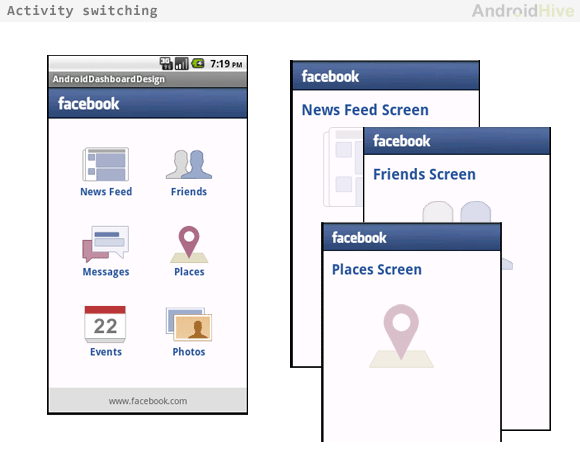 Activity switching
AndroidHive
3G
7:19 PM
AndroidDashboardDesign
facebook
News Feed
Friends
Messages
Places
22
Events
Photos
www.facebook.com
facebook
News Feed Screen
facebook
Friends Screen
facebook
Places Screen